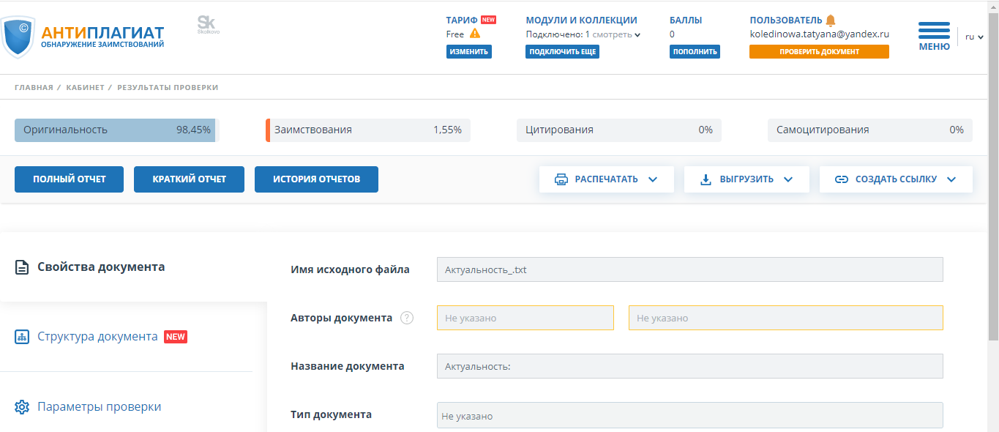 ©
АНТИПЛАГИАТ
ОБНАРУЖЕНИЕ ЗАИМСТВОВАНИЙ
Sk
Skolkovo
ТАРИФ NEW
Free
ИЗМЕНИТЬ
МОДУЛИ И КОЛЛЕКЦИИ
Подключено: 1 смотреть
ПОДКЛЮЧИТЬ ЕЩЕ
БАЛЛЫ
0
ПОПОЛНИТЬ
ПОЛЬЗОВАТЕЛЬ
koledinowa.tatyana@yandex.ru
ПРОВЕРИТЬ ДОКУМЕНТ
МЕНЮ
ru
ГЛАВНАЯ / КАБИНЕТ / РЕЗУЛЬТАТЫ ПРОВЕРКИ
Оригинальность 98,45%
Заимствования 1,55%
Цитирования 0%
Самоцитирования 0%
ПОЛНЫЙ ОТЧЕТ
КРАТКИЙ ОТЧЕТ
ИСТОРИЯ ОТЧЕТОВ
РАСПЕЧАТАТЬ
ВЫГРУЗИТЬ
СОЗДАТЬ ССЫЛКУ
Свойства документа
Структура документа NEW
Параметры проверки
Имя исходного файла Актуальность_.txt
Авторы документа ? Не указано Не указано
Название документа Актуальность:
Тип документа Не указано